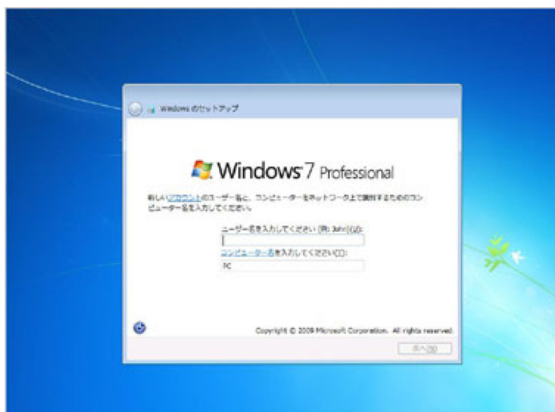 Windows のセットアップ
Windows 7 Professional
新しいアカウントのユーザー名と、コンピューターをネットワーク上で識別するためのコン
ピューター名を入力してください。
ユーザー名を入力してください (例: John)(U):
コンピューター名を入力してください(T):
PC
Copyright © 2009 Microsoft Corporation. All rights reserved.
次へ(N)